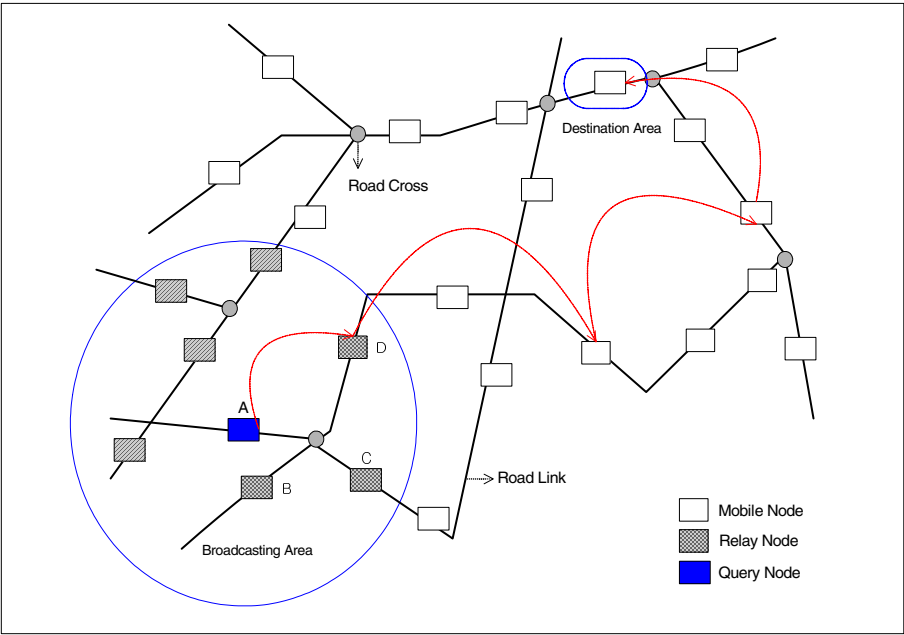 Destination Area
Road Cross
D
A
C
B
Road Link
Broadcasting Area
Mobile Node
Relay Node
Query Node